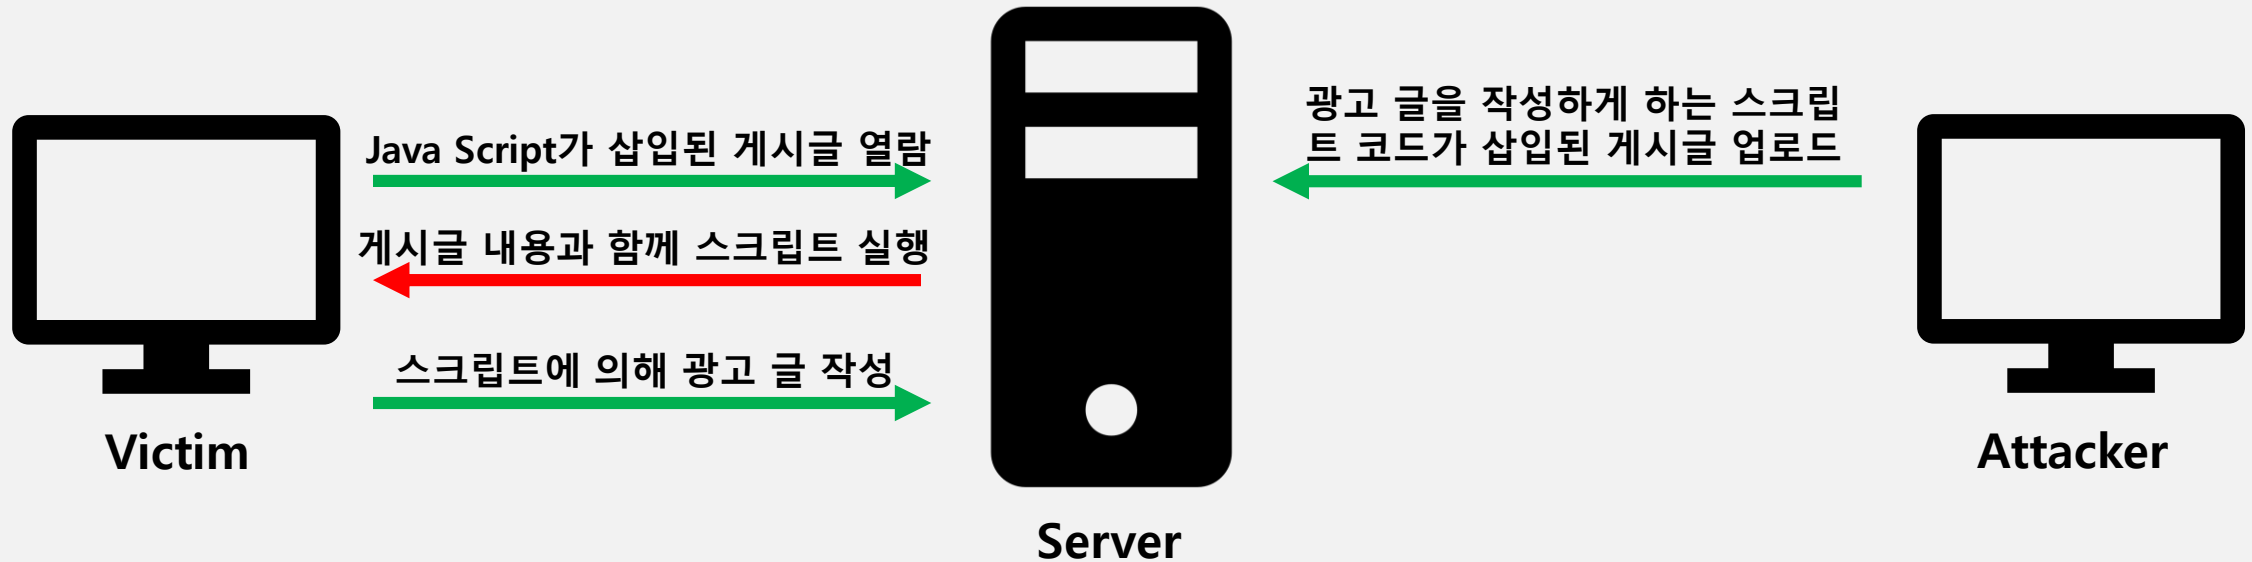 Java Script가 삽입된 게시글 열람
게시글 내용과 함께 스크립트 실행
스크립트에 의해 광고 글 작성
Victim
Server
광고 글을 작성하게 하는 스크립
트 코드가 삽입된 게시글 업로드
Attacker